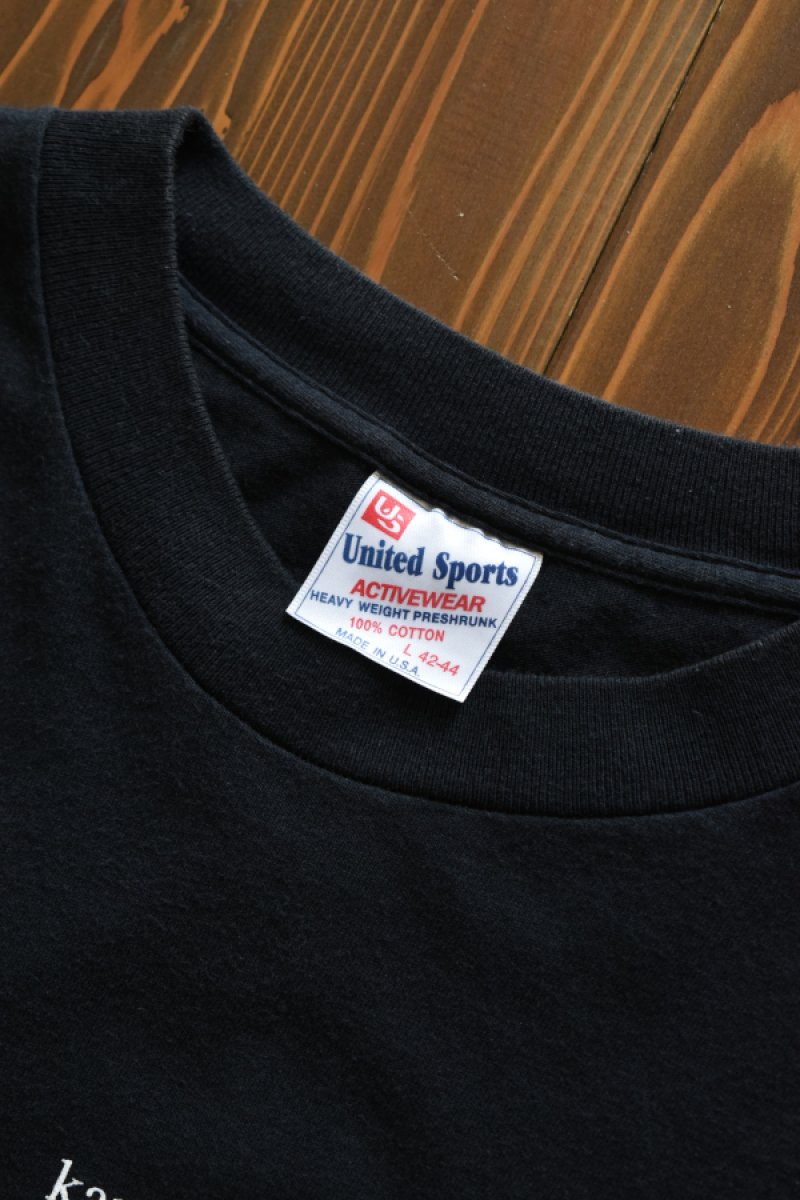 US
United Sports
ACTIVEWEAR
HEAVY WEIGHT PRESHRUNK
100% COTTON
MADE IN U.S.A. L 42-44